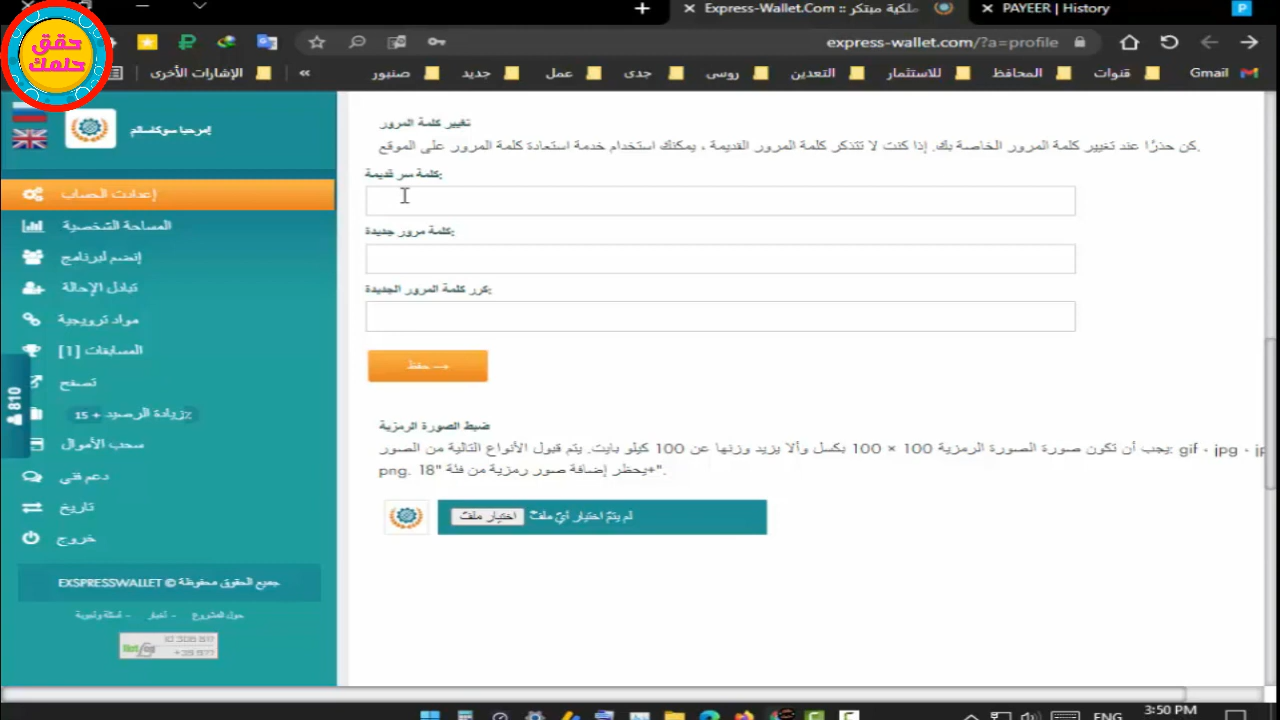 حقق
حلمك
Express-Wallet.Com :: ملكية مبتكر
PAYEER | History
P
express-wallet.com/?a=profile
Gmail
قنوات
المحافظ
للاستثمار
التعدين
روسى
جدى
عمل
جديد
صنبور
»
الإشارات الأخرى
إعدادت الحساب
المساحة الشخصية
إنضم لبرنامج
تبادل الإحالة
مواد ترويجية
المسابقات [1]
تصفح
زيادة الرصيد + 15٪
سحب الأموال
دعم فني
تاريخ
خروج
810
جميع الحقوق محفوظة © EXSPRESSWALLET
حول المشروع - أخبار - أسئلة وأجوبة
تغيير كلمة المرور
كن حذرًا عند تغيير كلمة المرور الخاصة بك. إذا كنت لا تتذكر كلمة المرور القديمة ، يمكنك استخدام خدمة استعادة كلمة المرور على الموقع.
كلمة سر قديمة:
كلمة مرور جديدة:
كرر كلمة المرور الجديدة:
حفظ →
ضبط الصورة الرمزية
يجب أن تكون صورة الصورة الرمزية 100 × 100 بكسل وألا يزيد وزنها عن 100 كيلو بايت. يتم قبول الأنواع التالية من الصور: gif ، jpg ،
png. يحظر إضافة صور رمزية من فئة "18+".
اختيار ملفّ
لم يتمّ اختيار أيّ ملفّ
ENG
3:50 PM